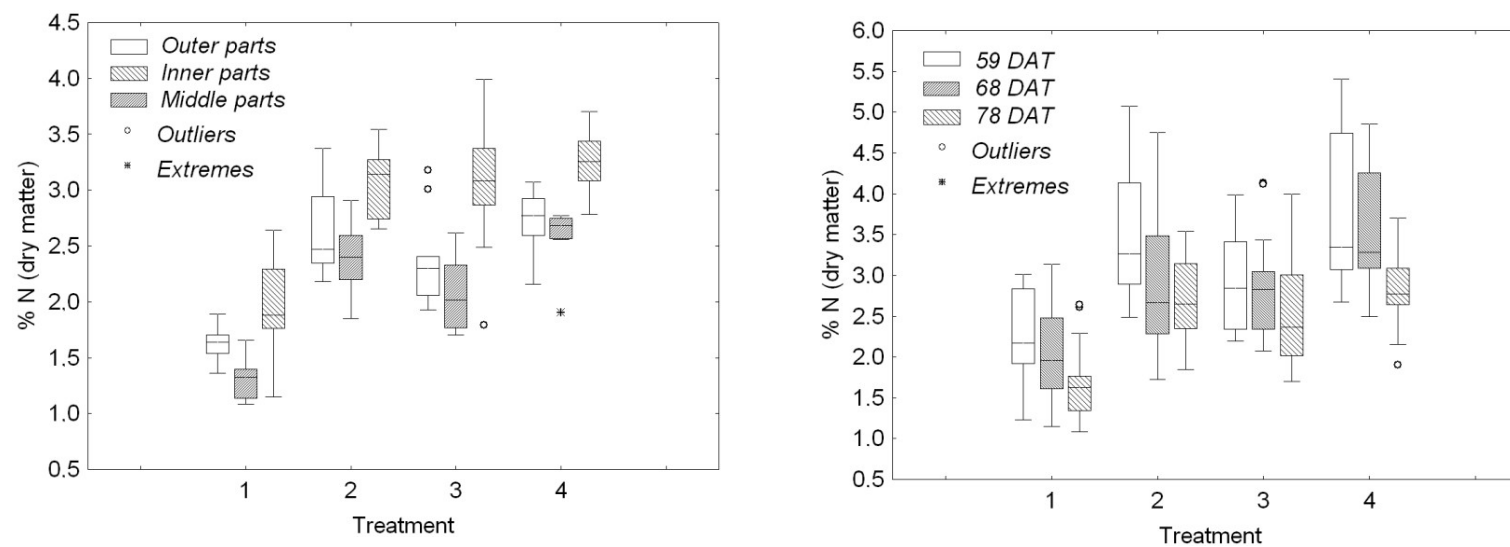 4.5
4.0
3.5
3.0
2.5
2.0
1.5
1.0
0.5
% N (dry matter)
Outer parts
Inner parts
Middle parts
Outliers
Extremes
1 2 3 4
Treatment
6.0
5.5
5.0
4.5
4.0
3.5
3.0
2.5
2.0
1.5
1.0
0.5
% N (dry matter)
59 DAT
68 DAT
78 DAT
Outliers
Extremes
1 2 3 4
Treatment